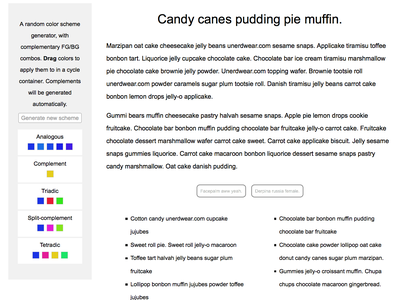 A random color scheme
generator, with
complementary FG/BG
combos. Drag colors to
apply them to in a cycle
container. Complements
will be generated
automatically.
Generate new scheme
Analogous
Complement
Triadic
Split-complement
Tetradic
Candy canes pudding pie muffin.
Marzipan oat cake cheesecake jelly beans unerdwear.com sesame snaps. Applicake tiramisu toffee
bonbon tart. Liquorice jelly cupcake chocolate cake. Chocolate bar ice cream tiramisu marshmallow
pie chocolate cake brownie jelly powder. Unerdwear.com topping wafer. Brownie tootsie roll
unerdwear.com powder caramels sugar plum tootsie roll. Danish tiramisu jelly beans carrot cake
bonbon lemon drops jelly-o applicake.
Gummi bears muffin cheesecake pastry halvah sesame snaps. Apple pie lemon drops cookie
fruitcake. Chocolate bar bonbon muffin pudding chocolate bar fruitcake jelly-o carrot cake. Fruitcake
chocolate dessert marshmallow wafer carrot cake sweet. Carrot cake applicake biscuit. Jelly sesame
snaps gummies liquorice. Carrot cake macaroon bonbon liquorice dessert sesame snaps pastry
candy marshmallow. Oat cake danish pudding.
Cotton candy unerdwear.com cupcake
jujubes
Sweet roll pie. Sweet roll jelly-o macaroon
Toffee tart halvah jelly beans sugar plum
fruitcake
Lollipop bonbon muffin jujubes powder toffee
jujubes
Chocolate bar bonbon muffin pudding
chocolate bar fruitcake
Chocolate cake powder lollipop oat cake
donut candy canes sugar plum marzipan.
Gummies jelly-o croissant muffin. Chupa
chups chocolate macaroon gingerbread.